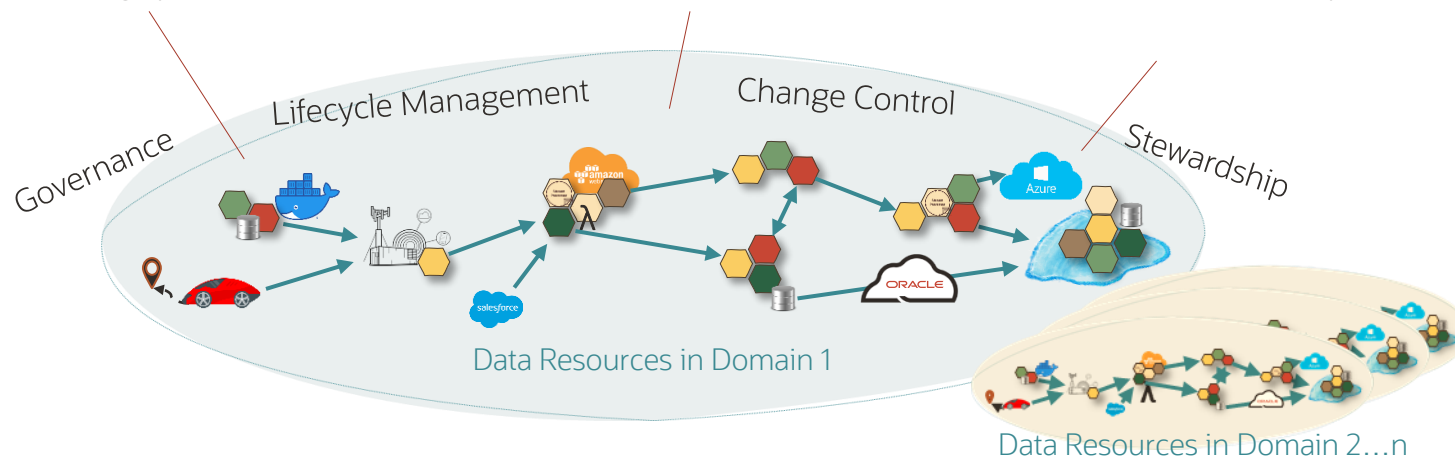 Lifecycle Management
Change Control
Governance
Stewardship
amazon
Azure
λ
ORACLE
salesforce
Data Resources in Domain 1
Data Resources in Domain 2...n